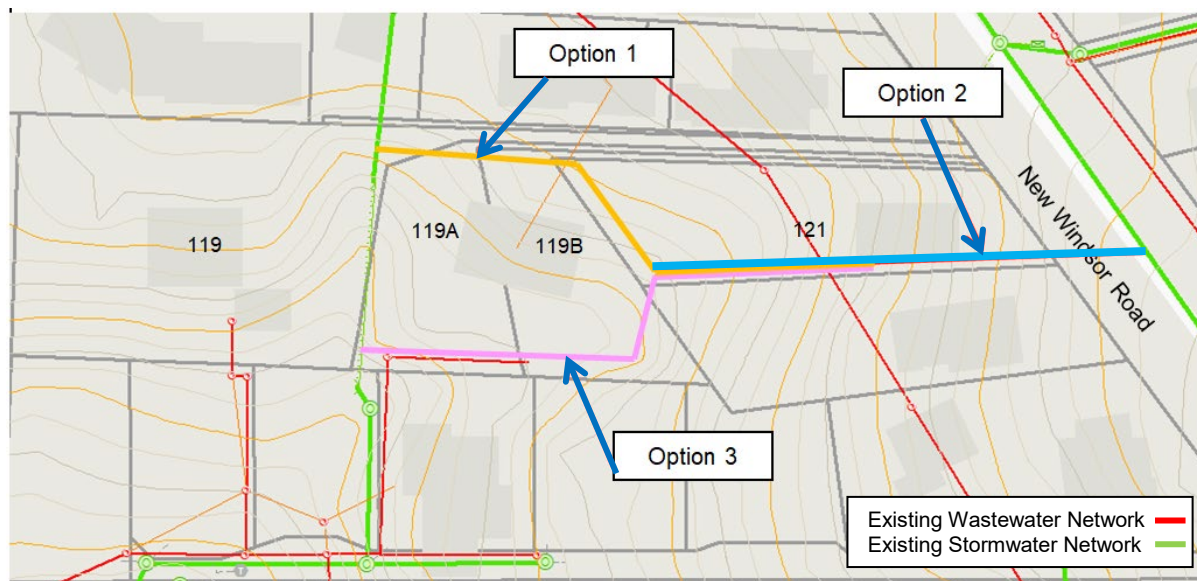 Option 1
Option 2
New Windsor Road
119
119A
119B
121
Option 3
Existing Wastewater Network
Existing Stormwater Network